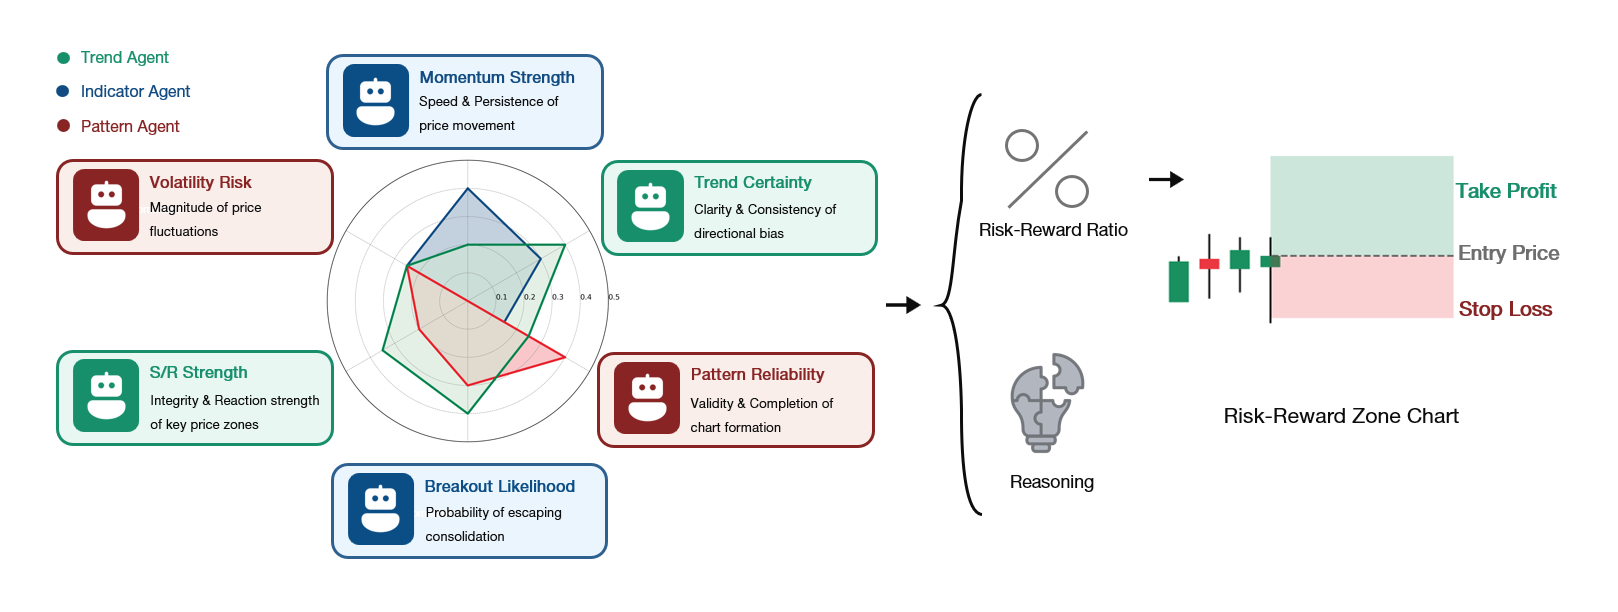 Trend Agent
Indicator Agent
Pattern Agent
Momentum Strength
Speed & Persistence of
price movement
Volatility Risk
Magnitude of price
fluctuations
Trend Certainty
Clarity & Consistency of
directional bias
0.1
0.2
0.3
0.4
0.5
S/R Strength
Integrity & Reaction strength
of key price zones
Pattern Reliability
Validity & Completion of
chart formation
Breakout Likelihood
Probability of escaping
consolidation
Risk-Reward Ratio
Reasoning
Take Profit
Entry Price
Stop Loss
Risk-Reward Zone Chart